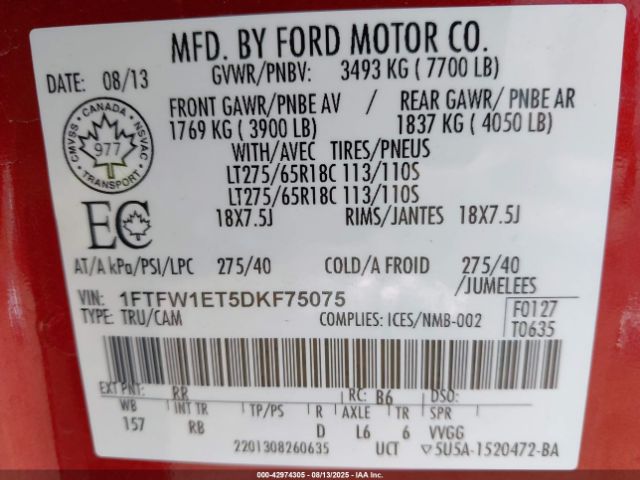 MFD. BY FORD MOTOR CO.
DATE: 08/13
GVWR/PNBV: 3493 KG ( 7700 LB)
FRONT GAWR/PNBE AV / REAR GAWR/ PNBE AR
1769 KG ( 3900 LB) 1837 KG ( 4050 LB)
WITH/AVEC TIRES/PNEUS
LT275/65R18C 113/110S
LT275/65R18C 113/110S
18X7.5J RIMS/JANTES 18X7.5J
CANADA
CMVSS NSVAC
977
TRANSPORT
EC
AT/A kPa/PSI/LPC 275/40 COLD/A FROID 275/40
/JUMELEES
VIN: 1FTFW1ET5DKF75075
TYPE: TRU/CAM COMPLIES: ICES/NMB-002
F0127
T0635
EXT PNT: RR RC: B6 DSO:
WB INT TR TP/PS R AXLE TR SPR
157 RB D L6 6 VVGG
2201308260635 UCT 5U5A-1520472-BA
© COPART - 42974305 - 08/13/2025 - AUCTION